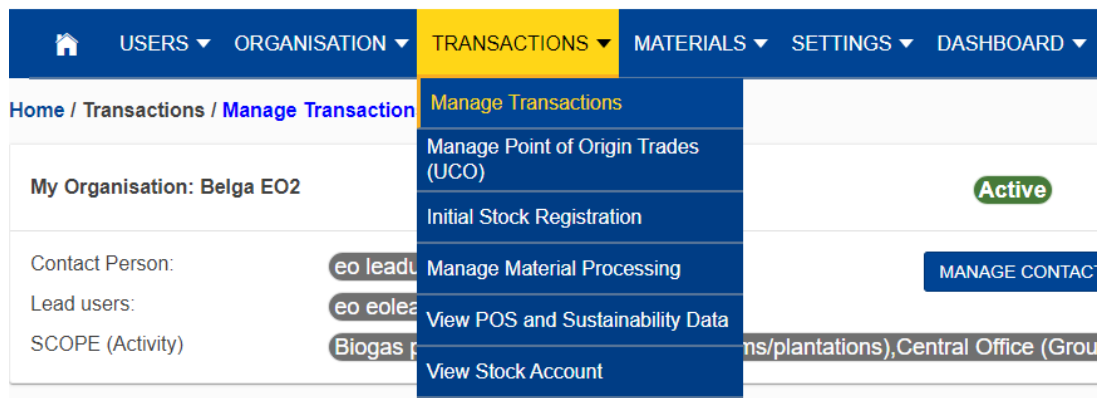 USERS ORGANISATION TRANSACTIONS MATERIALS SETTINGS DASHBOARD
Home / Transactions / Manage Transaction
Manage Transactions
Manage Point of Origin Trades
(UCO)
Initial Stock Registration
Manage Material Processing
View POS and Sustainability Data
View Stock Account
My Organisation: Belga EO2
Active
Contact Person:
eo leadu
MANAGE CONTACT
Lead users:
eo eolea
SCOPE (Activity)
Biogas p
ms/plantations),Central Office (Grou